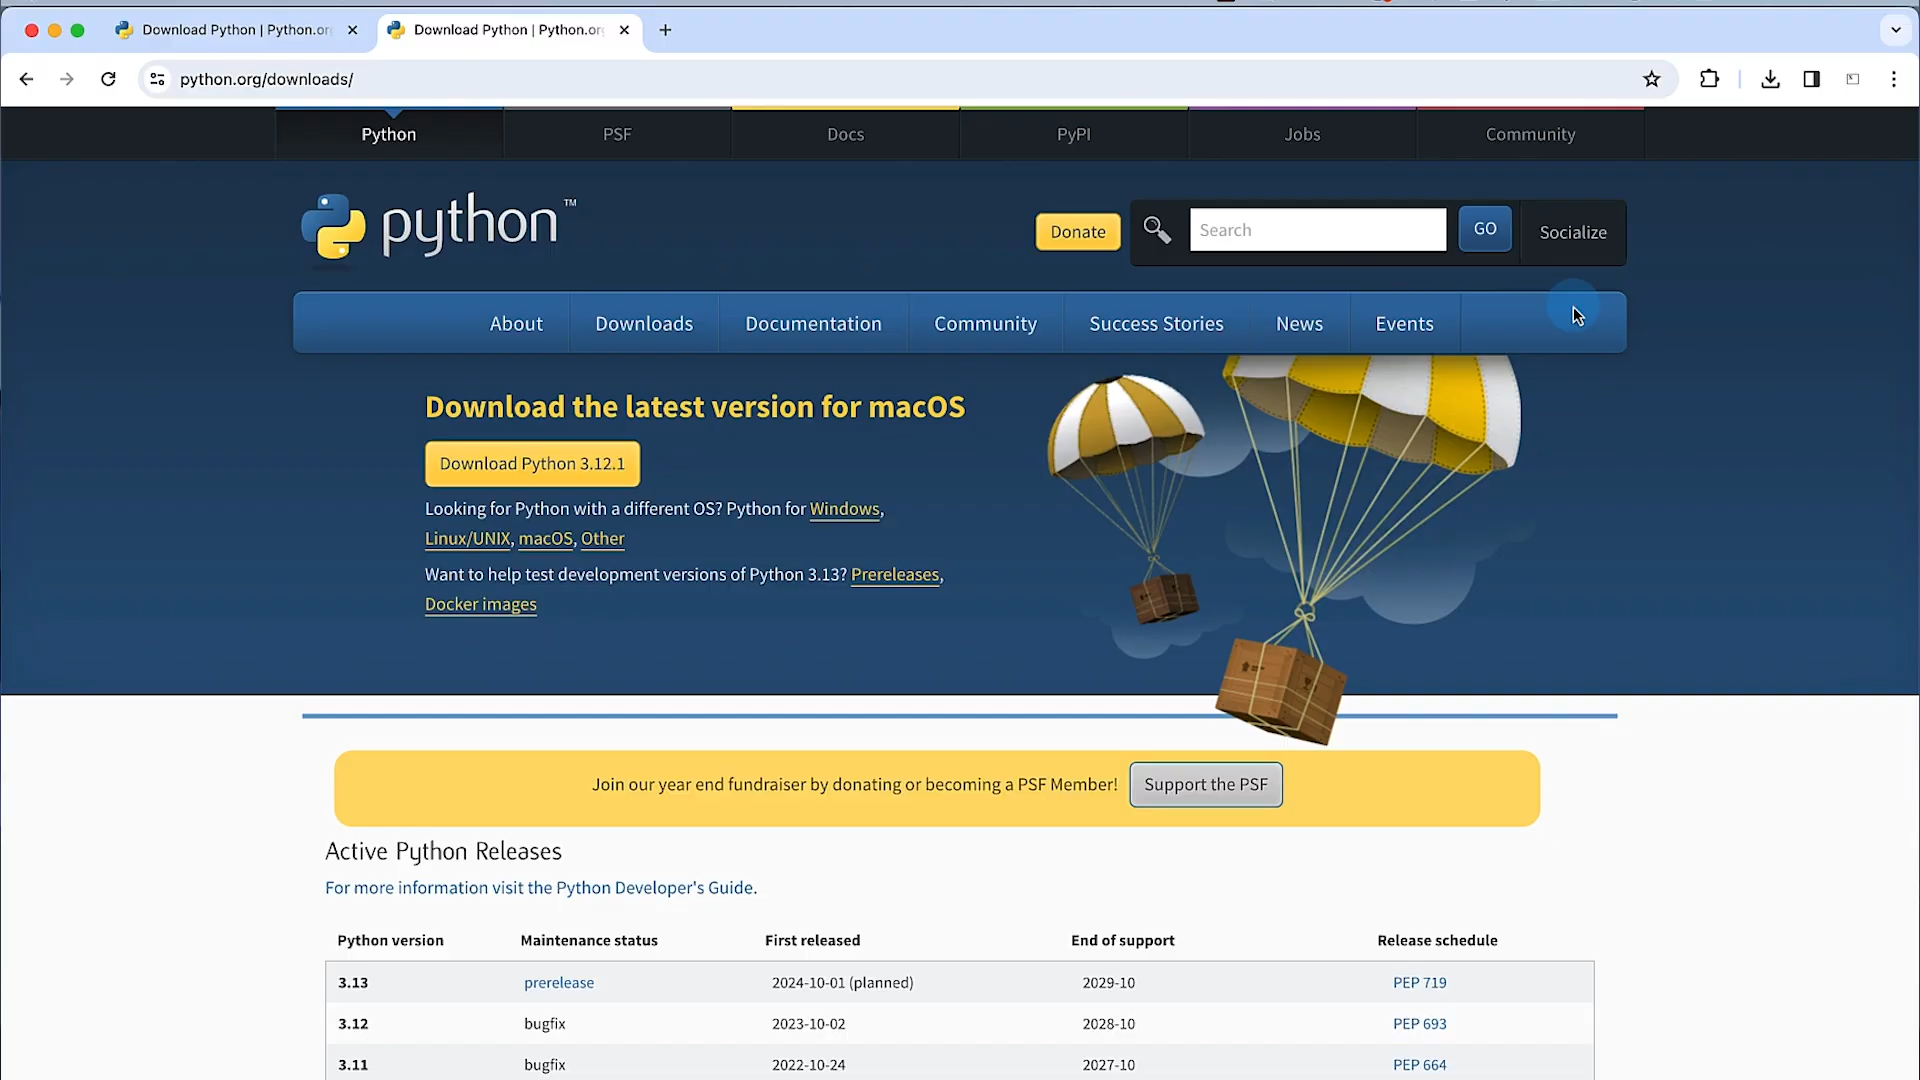 Download Python | Python.or
Download Python | Python.or
python.org/downloads/
Python
PSF
Docs
PyPI
Jobs
Community
python™
Donate
Search
GO
Socialize
About
Downloads
Documentation
Community
Success Stories
News
Events
Download the latest version for macOS
Download Python 3.12.1
Looking for Python with a different OS? Python for Windows,
Linux/UNIX, macOS, Other
Want to help test development versions of Python 3.13? Prereleases,
Docker images
Join our year end fundraiser by donating or becoming a PSF Member!
Support the PSF
Active Python Releases
For more information visit the Python Developer's Guide.
Python version Maintenance status First released End of support Release schedule
3.13 prerelease 2024-10-01 (planned) 2029-10 PEP 719
3.12 bugfix 2023-10-02 2028-10 PEP 693
3.11 bugfix 2022-10-24 2027-10 PEP 664